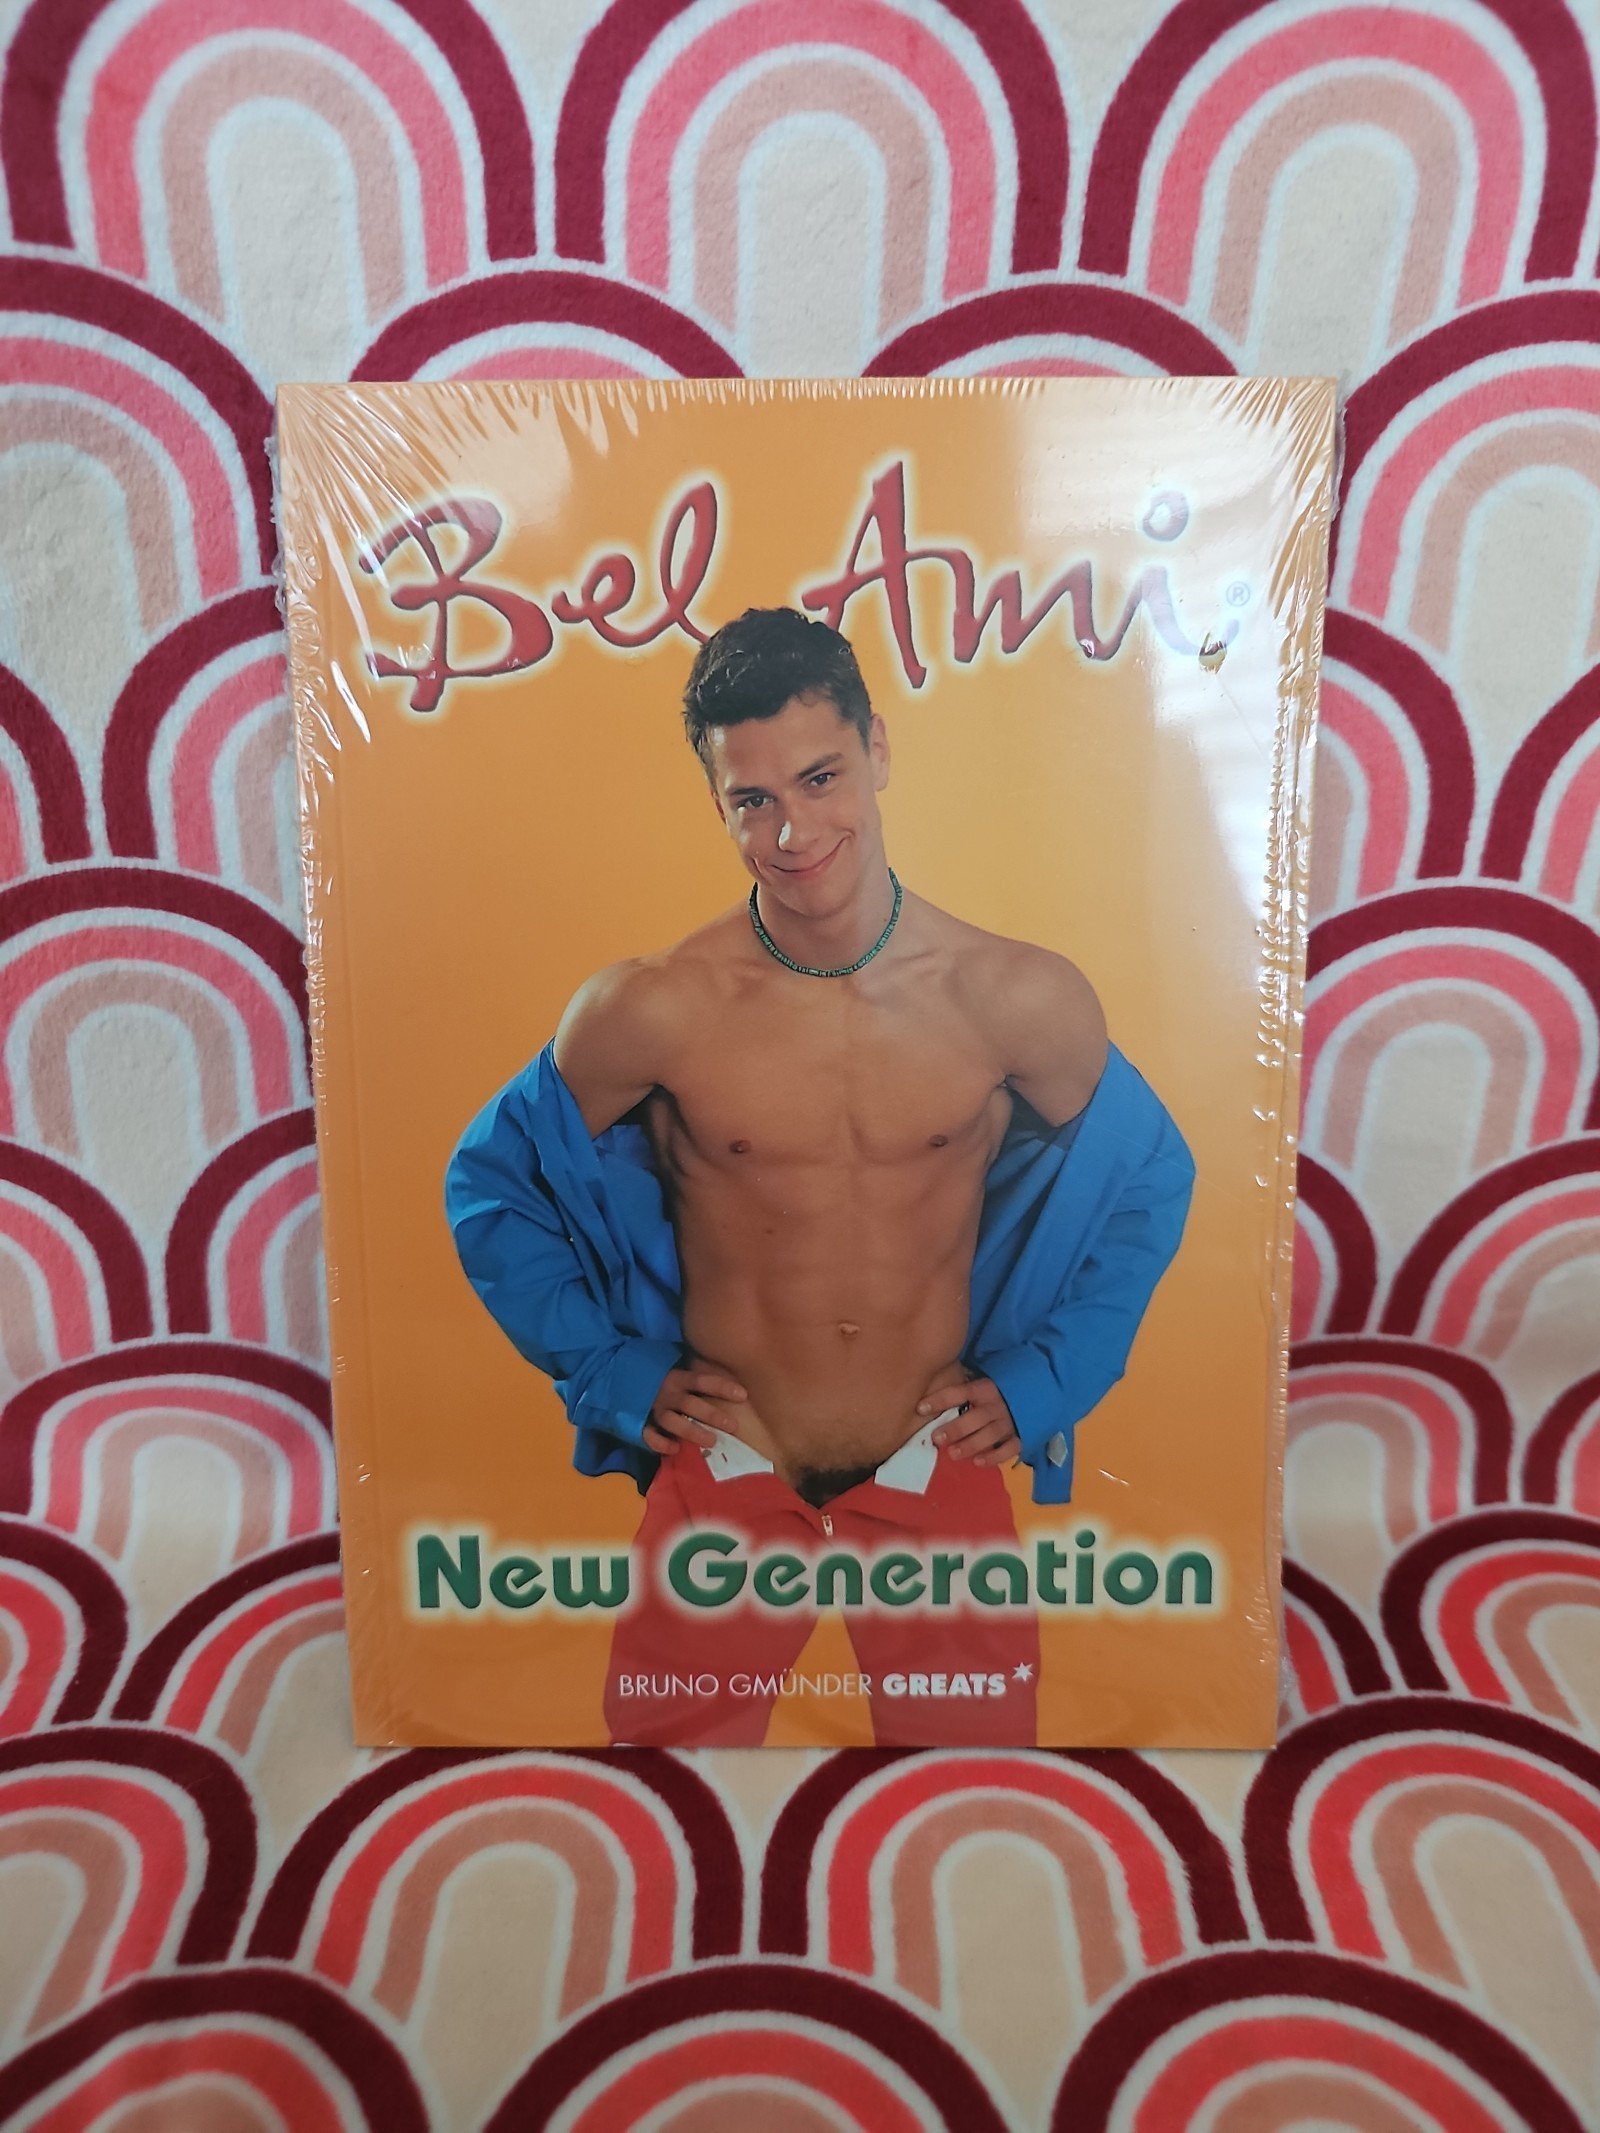 Bel Ami®
New Generation
BRUNO GMÜNDER GREATS